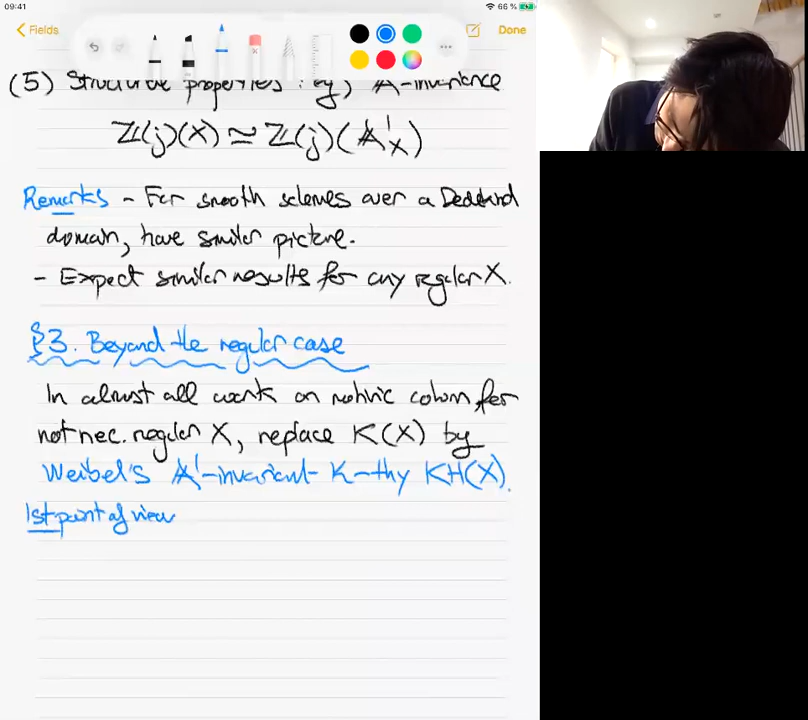 09:41
66 %
Fields
Done
(5) Structural properties: eg, A¹-invariance
ℤ(j)(X) ≃ ℤ(j)(A¹_X)
Remarks - For smooth schemes over a Dedekind
domain, have similar picture.
- Expect similar results for any regular X.
§3. Beyond the regular case
In almost all work on motivic cohom. for
not nec. regular X, replace K(X) by
Weibel's A¹-invariant K-thy KH(X).
1st point of view